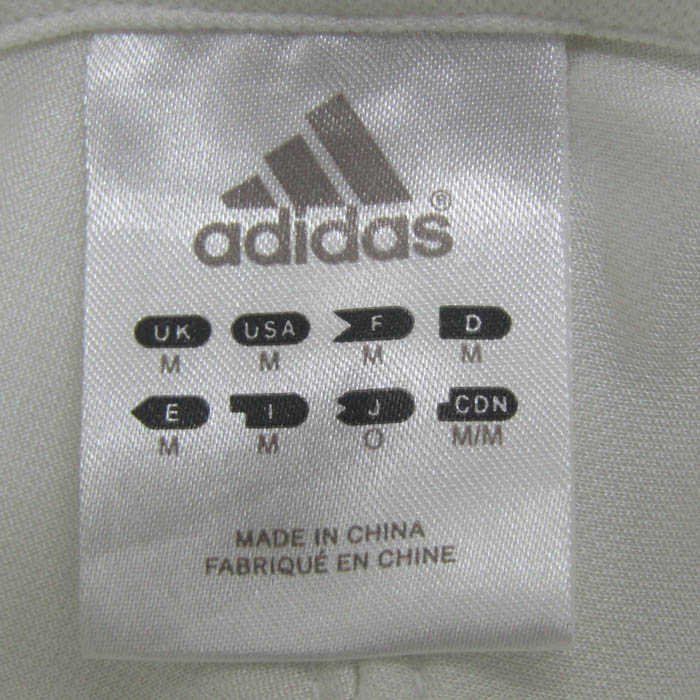 adidas®
UK USA F D
M M M M
E I J CDN
M M O M/M
MADE IN CHINA
FABRIQUÉ EN CHINE